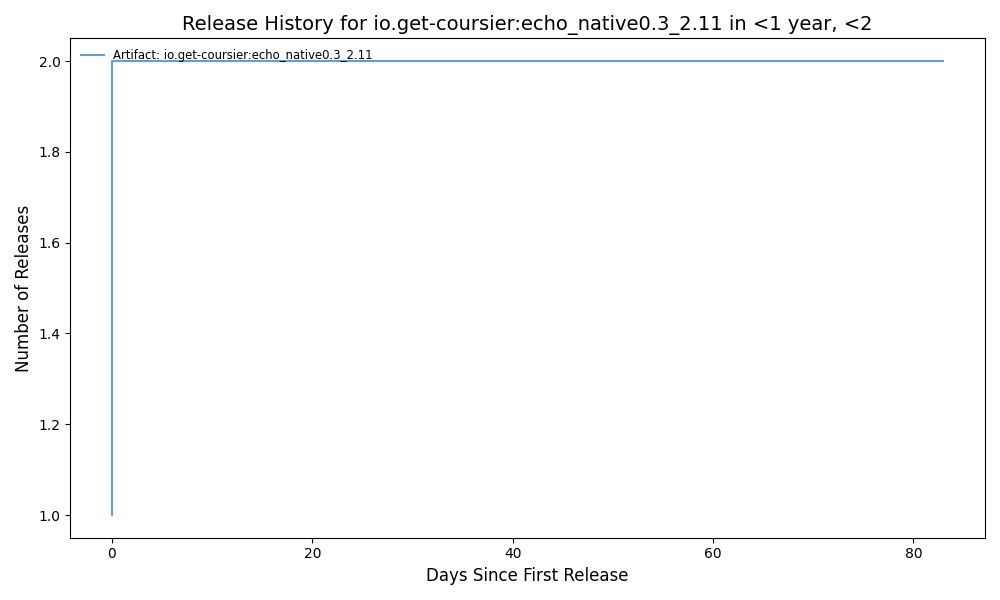 Release History for io.get-coursier:echo_native0.3_2.11 in <1 year, <2
Artifact: io.get-coursier:echo_native0.3_2.11
2.0
1.8
1.6
1.4
1.2
1.0
Number of Releases
0 20 40 60 80
Days Since First Release